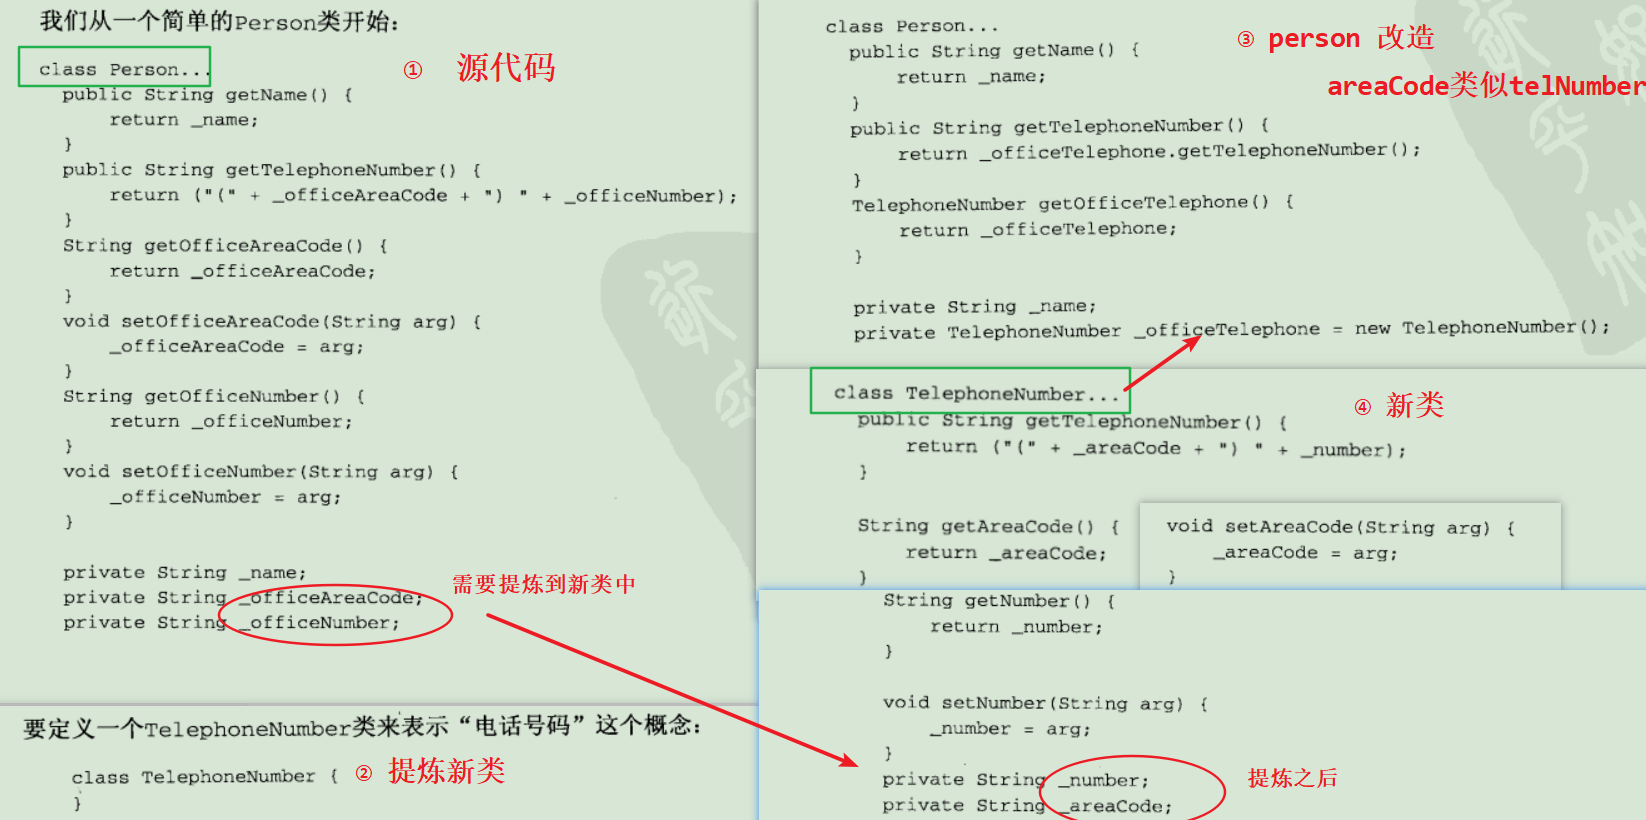 我们从一个简单的Person类开始：
class Person...
public String getName() {
return _name;
}
public String getTelephoneNumber() {
return ("(" + _officeAreaCode + ") " + _officeNumber);
}
String getOfficeAreaCode() {
return _officeAreaCode;
}
void setOfficeAreaCode(String arg) {
_officeAreaCode = arg;
}
String getOfficeNumber() {
return _officeNumber;
}
void setOfficeNumber(String arg) {
_officeNumber = arg;
}
private String _name;
private String _officeAreaCode;
private String _officeNumber;
① 源代码
需要提炼到新类中
要定义一个TelephoneNumber类来表示“电话号码”这个概念：
class TelephoneNumber {
}
② 提炼新类
class Person...
public String getName() {
return _name;
}
public String getTelephoneNumber() {
return _officeTelephone.getTelephoneNumber();
}
TelephoneNumber getOfficeTelephone() {
return _officeTelephone;
}
private String _name;
private TelephoneNumber _officeTelephone = new TelephoneNumber();
③ person 改造
areaCode类似telNumber
class TelephoneNumber...
public String getTelephoneNumber() {
return ("(" + _areaCode + ") " + _number);
}
④ 新类
String getAreaCode() {
return _areaCode;
}
void setAreaCode(String arg) {
_areaCode = arg;
}
String getNumber() {
return _number;
}
void setNumber(String arg) {
_number = arg;
}
private String _number;
private String _areaCode;
提炼之后